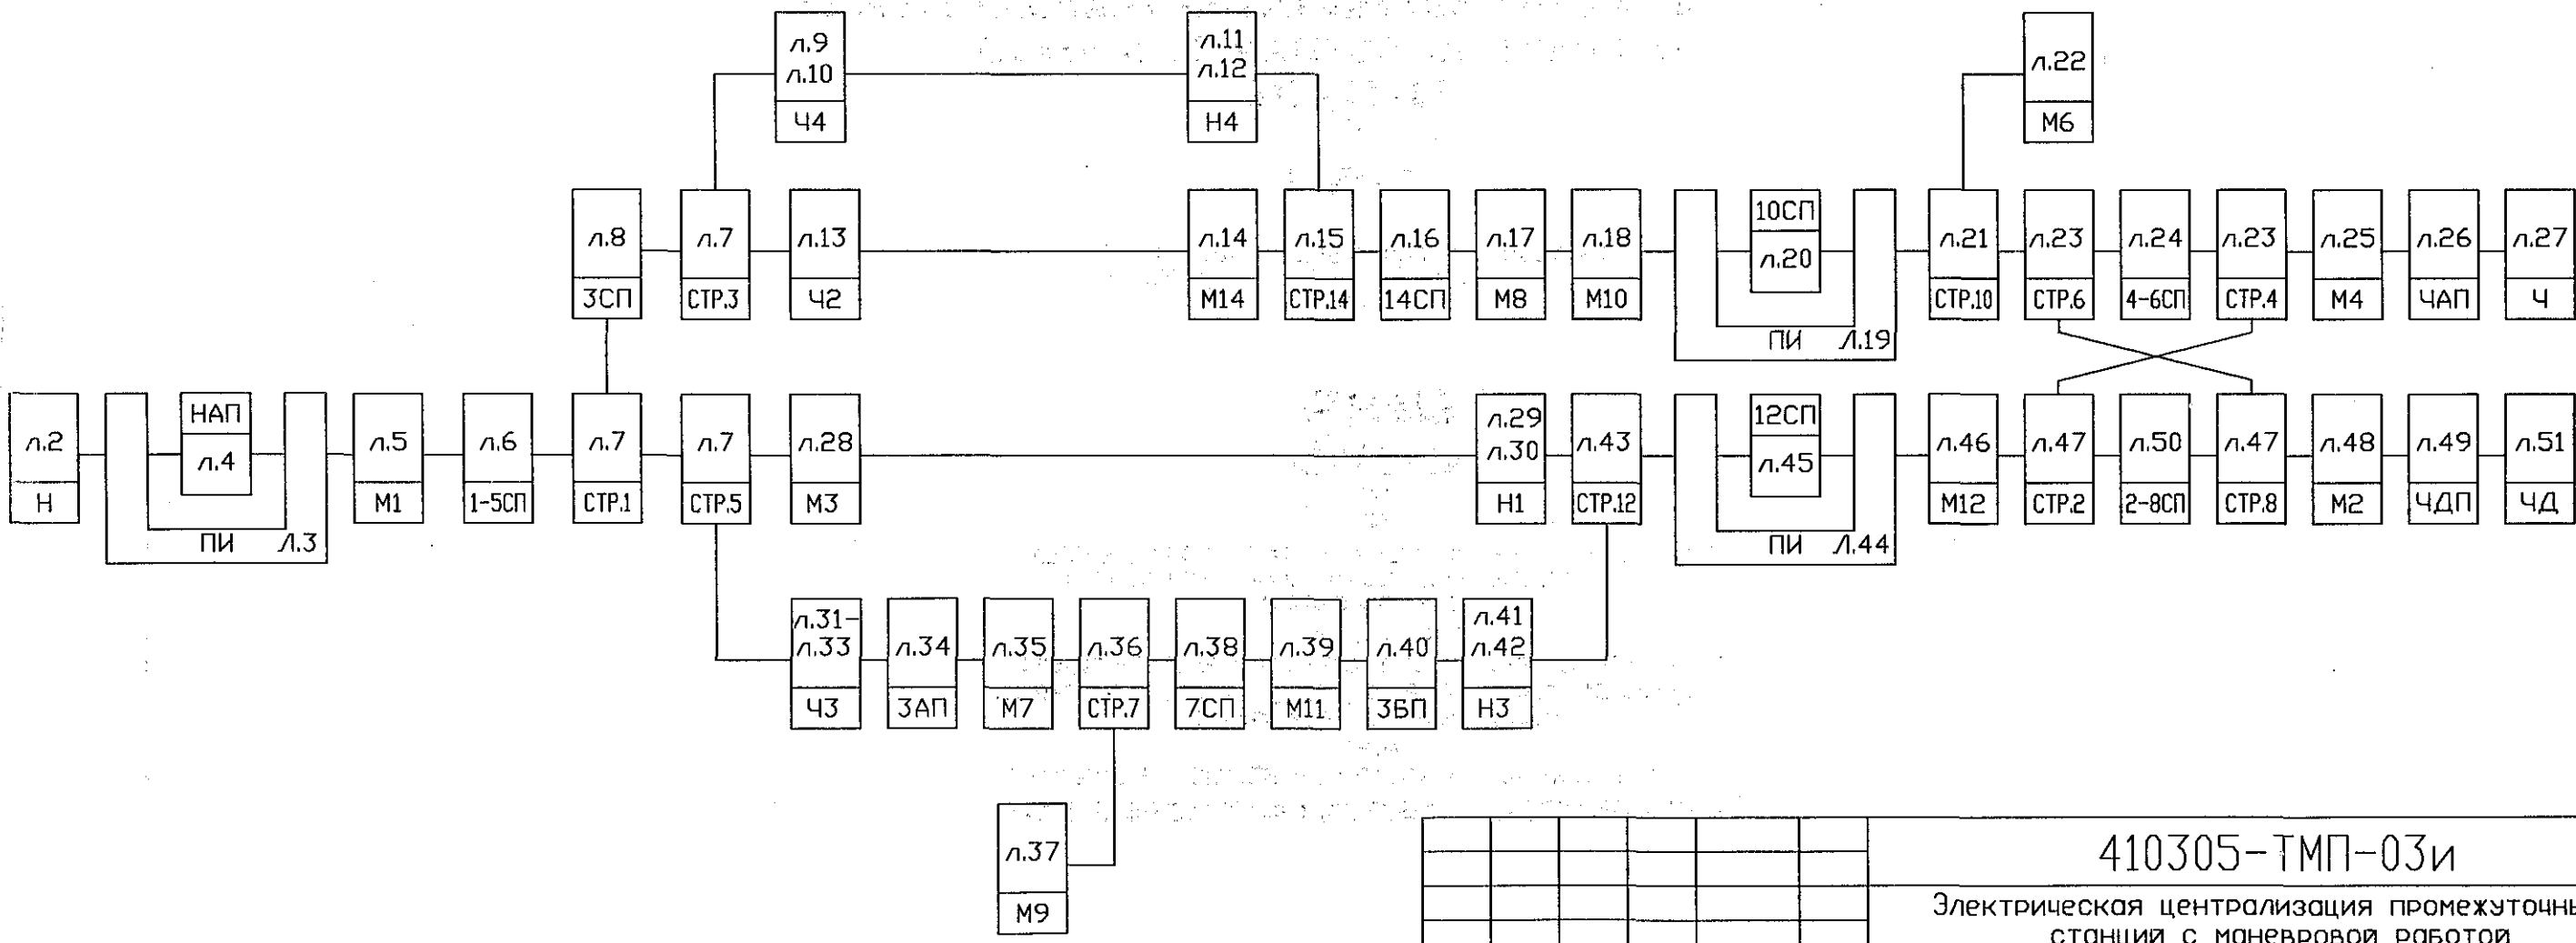 л.9
л.10
Ч4
л.11
л.12
Н4
л.22
М6
л.8
3СП
л.7
СТР.3
л.13
Ч2
л.14
М14
л.15
СТР.14
л.16
14СП
л.17
М8
л.18
М10
10СП
л.20
ПИ Л.19
л.21
СТР.10
л.23
СТР.6
л.24
4-6СП
л.23
СТР.4
л.25
М4
л.26
ЧАП
л.27
Ч
л.2
Н
НАП
л.4
ПИ Л.3
л.5
М1
л.6
1-5СП
л.7
СТР.1
л.7
СТР.5
л.28
М3
л.29
л.30
Н1
л.43
СТР.12
12СП
л.45
ПИ Л.44
л.46
М12
л.47
СТР.2
л.50
2-8СП
л.47
СТР.8
л.48
М2
л.49
ЧДП
л.51
ЧД
л.31-
л.33
Ч3
л.34
3АП
л.35
М7
л.36
СТР.7
л.38
7СП
л.39
М11
л.40
3БП
л.41
л.42
Н3
л.37
М9
410305-ТМП-03и
Электрическая централизация промежуточны
станций с маневровой работой